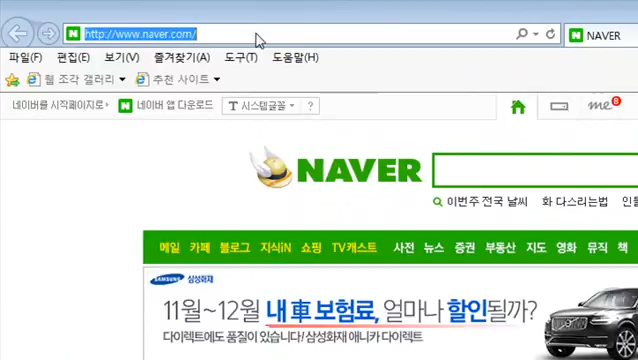 http://www.naver.com/
NAVER
파일(F) 편집(E) 보기(V) 즐겨찾기(A) 도구(T) 도움말(H)
웹 조각 갤러리 추천 사이트
네이버를 시작페이지로 네이버 앱 다운로드 T 시스템글꼴 ? me 8
NAVER
이번주 전국 날씨 화 다스리는법
메일 카페 블로그 지식iN 쇼핑 TV캐스트 사전 뉴스 증권 부동산 지도 영화 뮤직 책
SAMSUNG 삼성화재
11월~12월 내 車 보험료, 얼마나 할인될까?
다이렉트에도 품질이 있습니다! 삼성화재 애니카 다이렉트